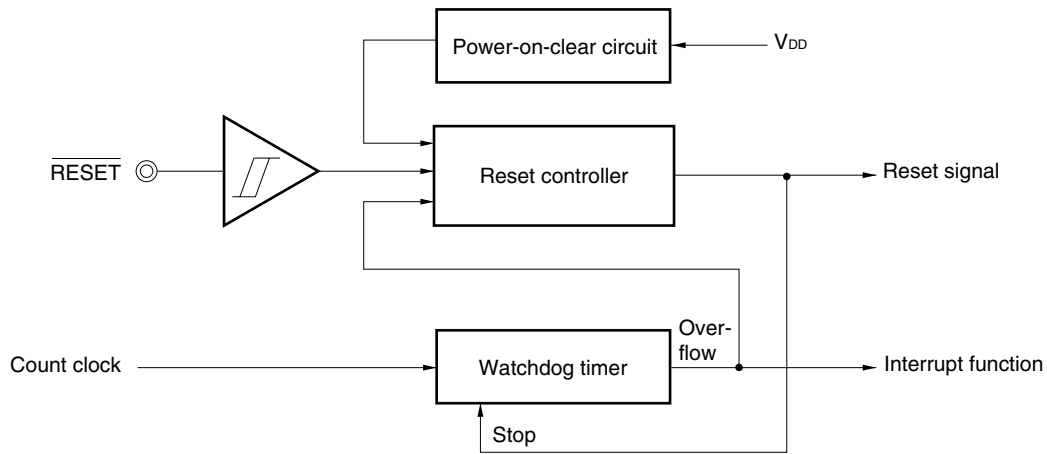 Power-on-clear circuit
VDD
RESET
Reset controller
Reset signal
Count clock
Watchdog timer
Over-
flow
Interrupt function
Stop